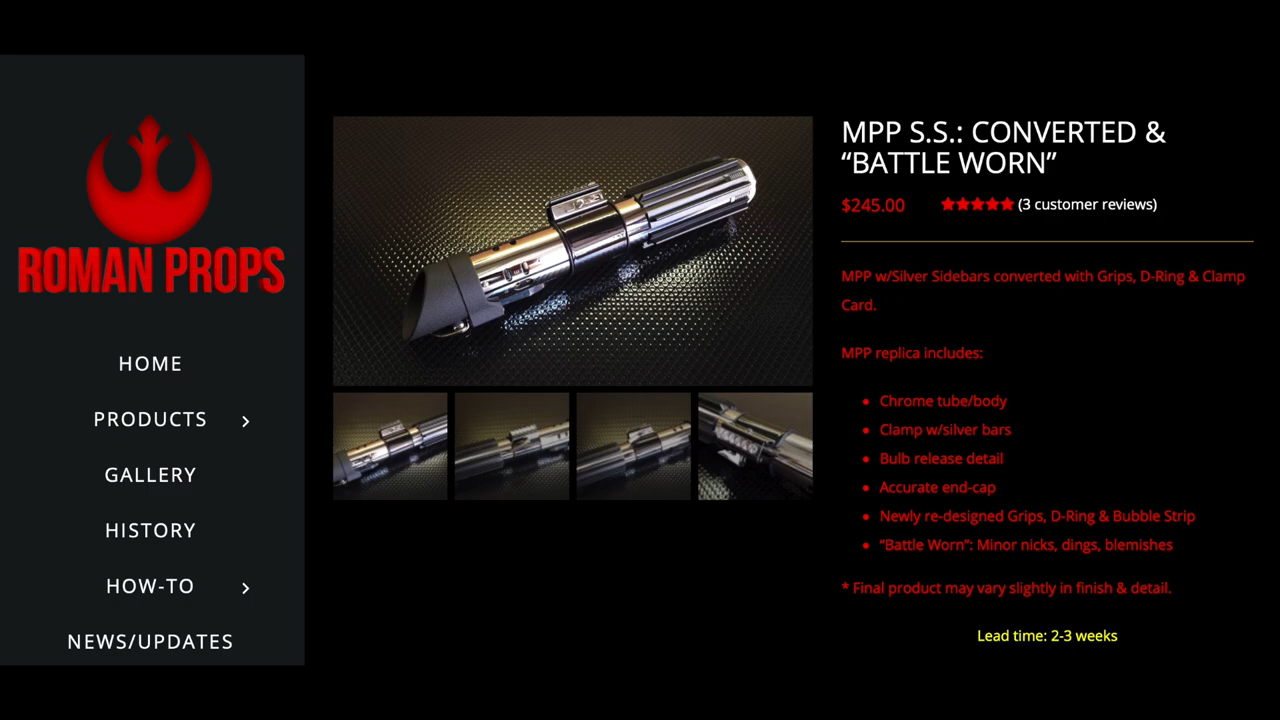 ROMAN PROPS
HOME
PRODUCTS
GALLERY
HISTORY
HOW-TO
NEWS/UPDATES
MPP S.S.: CONVERTED &
“BATTLE WORN”
$245.00 (3 customer reviews)
MPP w/Silver Sidebars converted with Grips, D-Ring & Clamp
Card.
MPP replica includes:
Chrome tube/body
Clamp w/silver bars
Bulb release detail
Accurate end-cap
Newly re-designed Grips, D-Ring & Bubble Strip
“Battle Worn”: Minor nicks, dings, blemishes
* Final product may vary slightly in finish & detail.
Lead time: 2-3 weeks